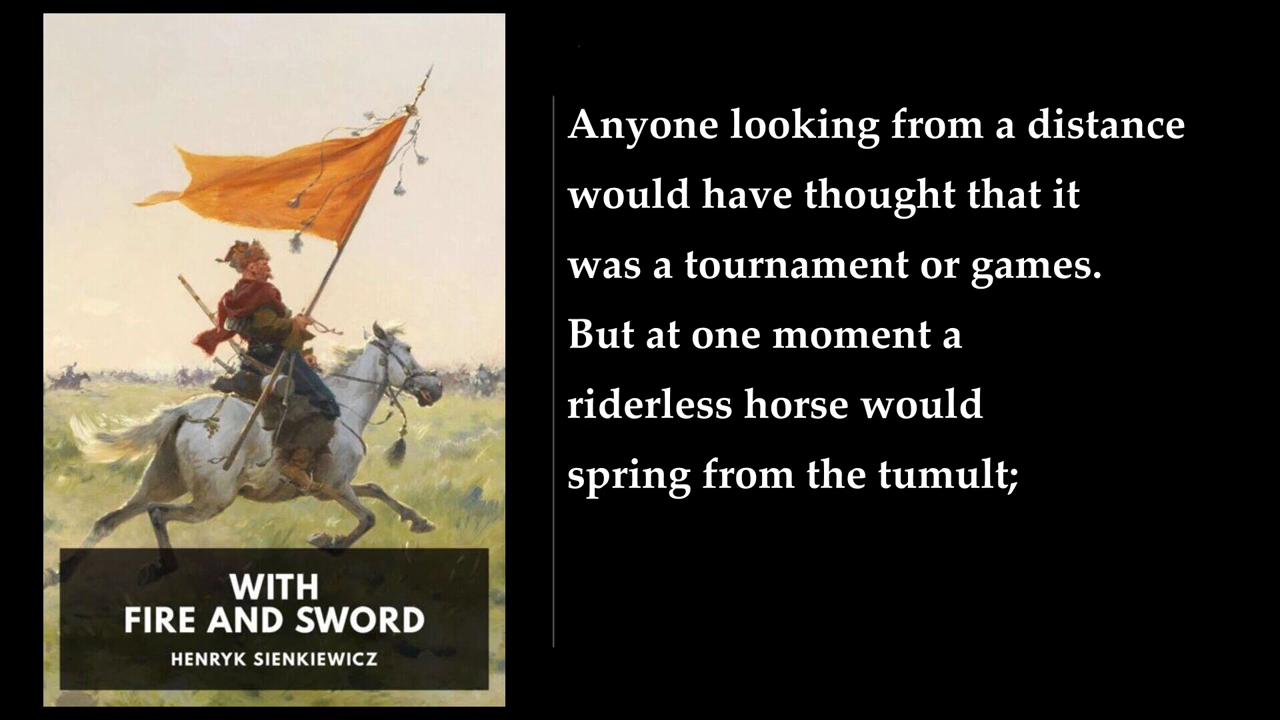 WITH
FIRE AND SWORD
HENRYK SIENKIEWICZ
Anyone looking from a distance
would have thought that it
was a tournament or games.
But at one moment a
riderless horse would
spring from the tumult;